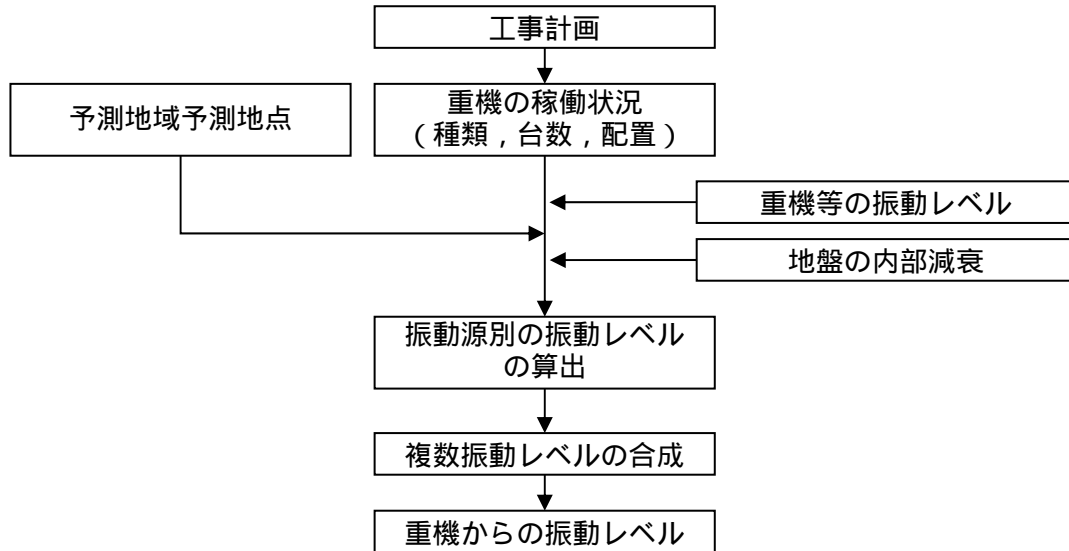 工事計画
予測地域予測地点
重機の稼働状況
（種類，台数，配置）
重機等の振動レベル
地盤の内部減衰
振動源別の振動レベル
の算出
複数振動レベルの合成
重機からの振動レベル